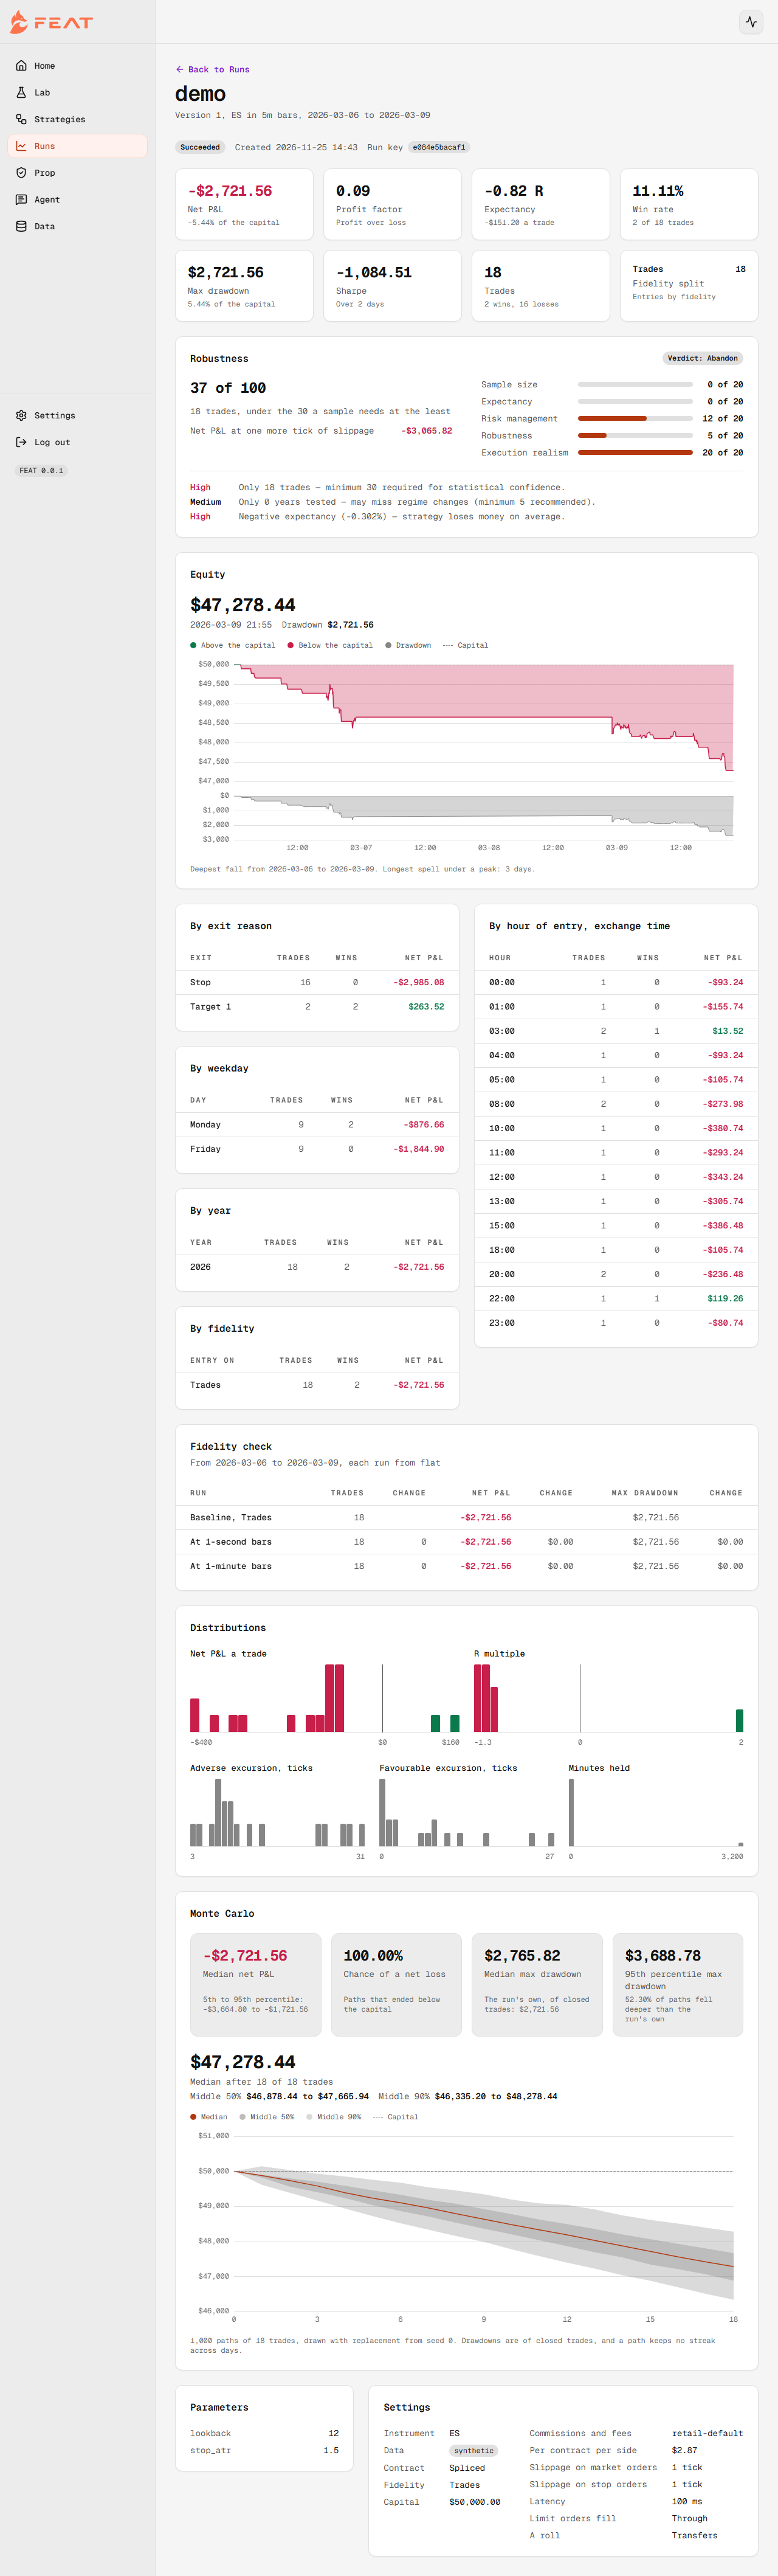 FEAT
Home
Lab
Strategies
Runs
Prop
Agent
Data
Settings
Log out
FEAT 0.0.1
← Back to Runs
demo
Version 1, ES in 5m bars, 2026-03-06 to 2026-03-09
Succeeded Created 2026-11-25 14:43 Run key e084e5bacaf1
-$2,721.56
Net P&L
-5.44% of the capital
0.09
Profit factor
Profit over loss
-0.82 R
Expectancy
-$151.20 a trade
11.11%
Win rate
2 of 18 trades
$2,721.56
Max drawdown
5.44% of the capital
-1,084.51
Sharpe
Over 2 days
18
Trades
2 wins, 16 losses
Trades 18
Fidelity split
Entries by fidelity
Robustness
Verdict: Abandon
37 of 100
18 trades, under the 30 a sample needs at the least
Net P&L at one more tick of slippage -$3,065.82
Sample size 0 of 20
Expectancy 0 of 20
Risk management 12 of 20
Robustness 5 of 20
Execution realism 20 of 20
High Only 18 trades — minimum 30 required for statistical confidence.
Medium Only 0 years tested — may miss regime changes (minimum 5 recommended).
High Negative expectancy (-0.302%) — strategy loses money on average.
Equity
$47,278.44
2026-03-09 21:55 Drawdown $2,721.56
Above the capital Below the capital Drawdown Capital
$50,000
$49,500
$49,000
$48,500
$48,000
$47,500
$47,000
$0
$1,000
$2,000
$3,000
12:00 03-07 12:00 03-08 12:00 03-09 12:00
Deepest fall from 2026-03-06 to 2026-03-09. Longest spell under a peak: 3 days.
By exit reason
EXIT TRADES WINS NET P&L
Stop 16 0 -$2,985.08
Target 1 2 2 $263.52
By weekday
DAY TRADES WINS NET P&L
Monday 9 2 -$876.66
Friday 9 0 -$1,844.90
By year
YEAR TRADES WINS NET P&L
2026 18 2 -$2,721.56
By fidelity
ENTRY ON TRADES WINS NET P&L
Trades 18 2 -$2,721.56
By hour of entry, exchange time
HOUR TRADES WINS NET P&L
00:00 1 0 -$93.24
01:00 1 0 -$155.74
03:00 2 1 $13.52
04:00 1 0 -$93.24
05:00 1 0 -$105.74
08:00 2 0 -$273.98
10:00 1 0 -$380.74
11:00 1 0 -$293.24
12:00 1 0 -$343.24
13:00 1 0 -$305.74
15:00 1 0 -$386.48
18:00 1 0 -$105.74
20:00 2 0 -$236.48
22:00 1 1 $119.26
23:00 1 0 -$80.74
Fidelity check
From 2026-03-06 to 2026-03-09, each run from flat
RUN TRADES CHANGE NET P&L CHANGE MAX DRAWDOWN CHANGE
Baseline, Trades 18 -$2,721.56 $2,721.56
At 1-second bars 18 0 -$2,721.56 $0.00 $2,721.56 $0.00
At 1-minute bars 18 0 -$2,721.56 $0.00 $2,721.56 $0.00
Distributions
Net P&L a trade
-$400 $0 $160
R multiple
-1.3 0 2
Adverse excursion, ticks
3 31
Favourable excursion, ticks
0 27
Minutes held
0 3,200
Monte Carlo
-$2,721.56
Median net P&L
5th to 95th percentile:
-$3,664.80 to -$1,721.56
100.00%
Chance of a net loss
Paths that ended below
the capital
$2,765.82
Median max drawdown
The run's own, of closed
trades: $2,721.56
$3,688.78
95th percentile max
drawdown
52.30% of paths fell
deeper than the
run's own
$47,278.44
Median after 18 of 18 trades
Middle 50% $46,878.44 to $47,665.94 Middle 90% $46,335.20 to $48,278.44
Median Middle 50% Middle 90% Capital
$51,000
$50,000
$49,000
$48,000
$47,000
$46,000
0 3 6 9 12 15 18
1,000 paths of 18 trades, drawn with replacement from seed 0. Drawdowns are of closed trades, and a path keeps no streak
across days.
Parameters
lookback 12
stop_atr 1.5
Settings
Instrument ES
Data synthetic
Contract Spliced
Fidelity Trades
Capital $50,000.00
Commissions and fees retail-default
Per contract per side $2.87
Slippage on market orders 1 tick
Slippage on stop orders 1 tick
Latency 100 ms
Limit orders fill Through
A roll Transfers